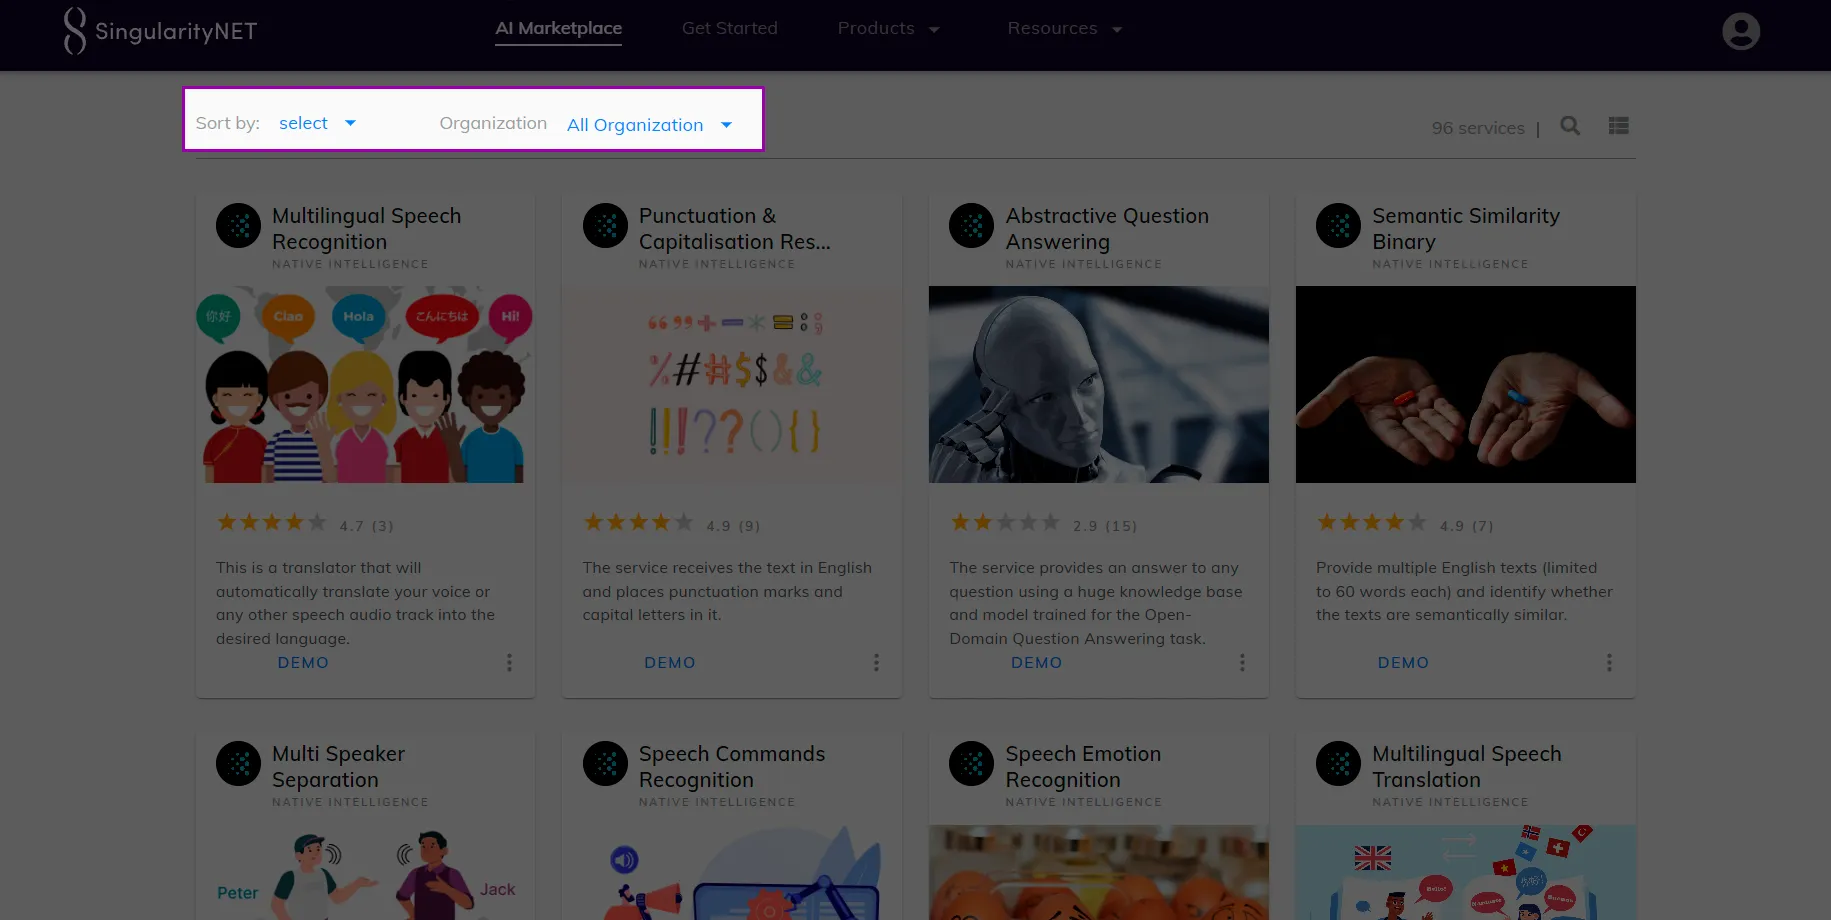 SingularityNET
AI Marketplace
Get Started
Products
Resources
Sort by:
select
Organization
All Organization
96 services |
Multilingual Speech
Recognition
NATIVE INTELLIGENCE
你好
Ciao
Hola
こんにちは
Hi!
4.7 (3)
This is a translator that will
automatically translate your voice or
any other speech audio track into the
desired language.
DEMO
Punctuation &
Capitalisation Res...
NATIVE INTELLIGENCE
4.9 (9)
The service receives the text in English
and places punctuation marks and
capital letters in it.
DEMO
Abstractive Question
Answering
NATIVE INTELLIGENCE
2.9 (15)
The service provides an answer to any
question using a huge knowledge base
and model trained for the Open-
Domain Question Answering task.
DEMO
Semantic Similarity
Binary
NATIVE INTELLIGENCE
4.9 (7)
Provide multiple English texts (limited
to 60 words each) and identify whether
the texts are semantically similar.
DEMO
Multi Speaker
Separation
NATIVE INTELLIGENCE
Peter
Jack
Speech Commands
Recognition
NATIVE INTELLIGENCE
Speech Emotion
Recognition
NATIVE INTELLIGENCE
Multilingual Speech
Translation
NATIVE INTELLIGENCE
Hello!